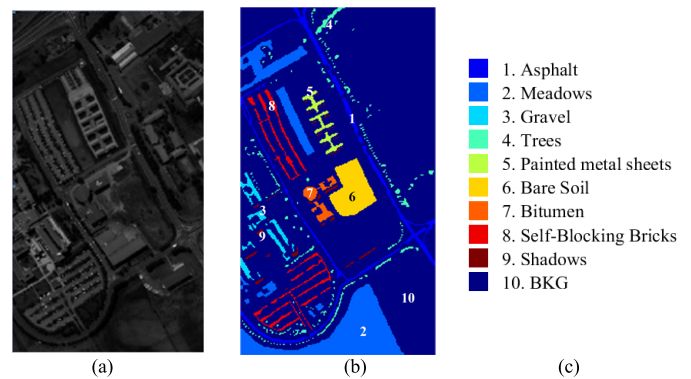 4
5
8
1
7
6
3
9
10
2
1. Asphalt
2. Meadows
3. Gravel
4. Trees
5. Painted metal sheets
6. Bare Soil
7. Bitumen
8. Self-Blocking Bricks
9. Shadows
10. BKG
(a)
(b)
(c)